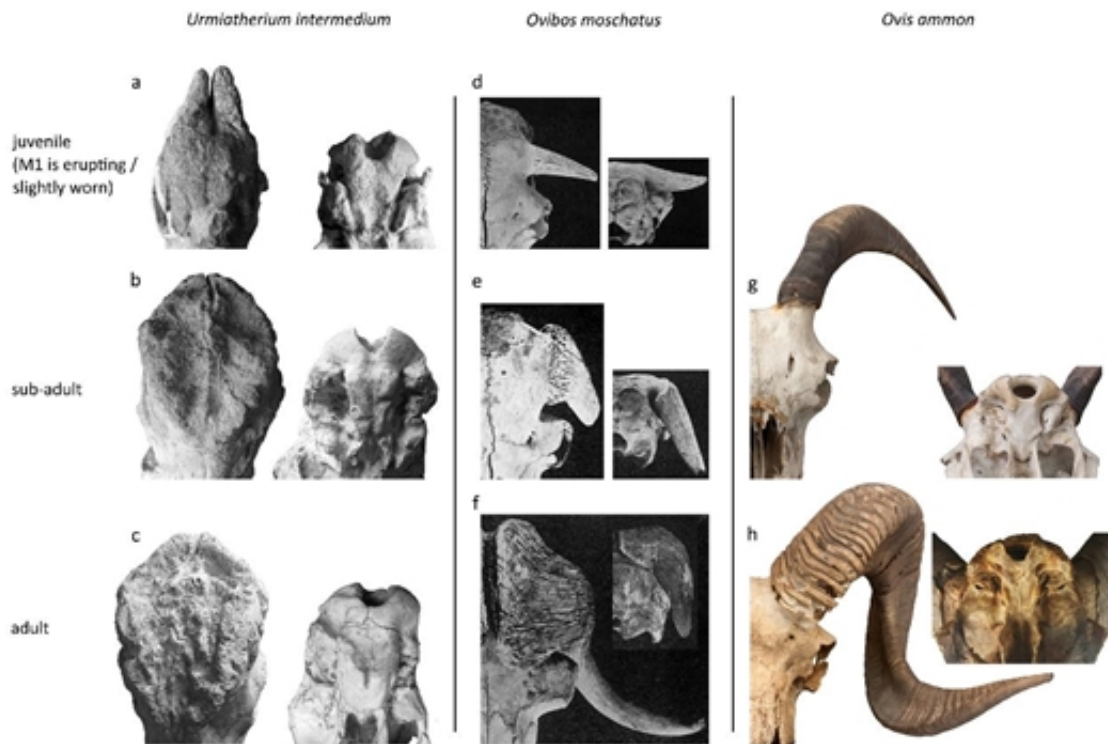 Urmiatherium intermedium
Ovibos moschatus
Ovis ammon
a
d
juvenile
(M1 is erupting /
slightly worn)
b
e
g
sub-adult
c
f
h
adult